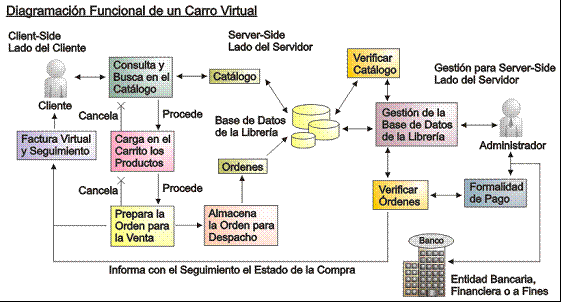 Diagramación Funcional de un Carro Virtual
Client-Side
Lado del Cliente
Server-Side
Lado del Servidor
Gestión para Server-Side
Lado del Servidor
Consulta y
Busca en el
Catálogo
Catálogo
Verificar
Catálogo
Cliente
Cancela
Procede
Base de Datos
de la Librería
Gestión de la
Base de Datos
de la Librería
Administrador
Factura Virtual
y Seguimiento
Carga en el
Carrito los
Productos
Ordenes
Cancela
Procede
Verificar
Órdenes
Formalidad
de Pago
Prepara la
Orden para
la Venta
Almacena
la Orden para
Despacho
Banco
Informa con el Seguimiento el Estado de la Compra
Entidad Bancaria,
Financiera o a Fines